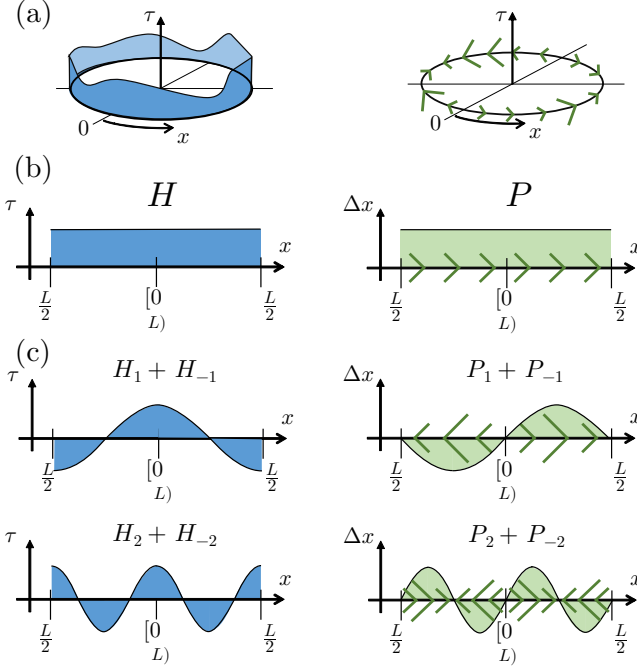 (a)
τ
0
x
τ
0
x
(b)
H
P
τ
x
L/2
[0
L)
L/2
Δx
x
L/2
[0
L)
L/2
(c)
H₁ + H₋₁
P₁ + P₋₁
τ
x
L/2
[0
L)
L/2
Δx
x
L/2
[0
L)
L/2
H₂ + H₋₂
P₂ + P₋₂
τ
x
L/2
[0
L)
L/2
Δx
x
L/2
[0
L)
L/2